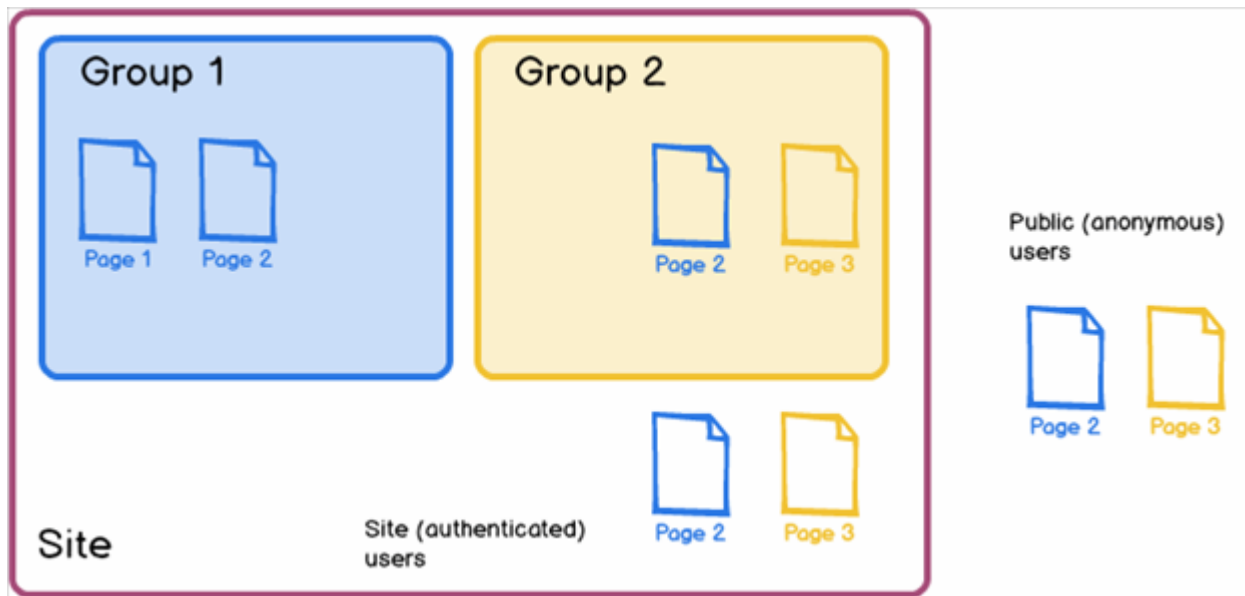 Group 1
Group 2
Page 1
Page 2
Page 2
Page 3
Public (anonymous)
users
Page 2
Page 3
Page 2
Page 3
Site
Site (authenticated)
users